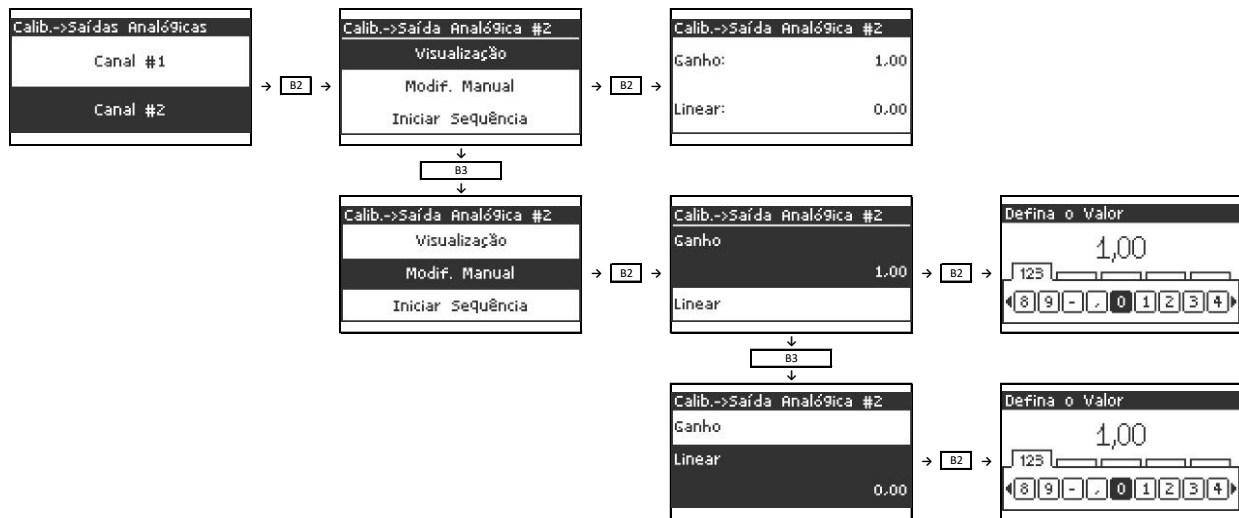 Calib.->Saídas Analógicas
Canal #1
Canal #2
→ B2 →
Calib.->Saída Analógica #2
Visualização
Modif. Manual
Iniciar Sequência
→ B2 →
Calib.->Saída Analógica #2
Ganho: 1,00
Linear: 0,00
↓
B3
↓
Calib.->Saída Analógica #2
Visualização
Modif. Manual
Iniciar Sequência
→ B2 →
Calib.->Saída Analógica #2
Ganho
1,00
Linear
→ B2 →
Defina o Valor
1,00
123
8 9 - , 0 1 2 3 4
↓
B3
↓
Calib.->Saída Analógica #2
Ganho
Linear
0,00
→ B2 →
Defina o Valor
1,00
123
8 9 - , 0 1 2 3 4